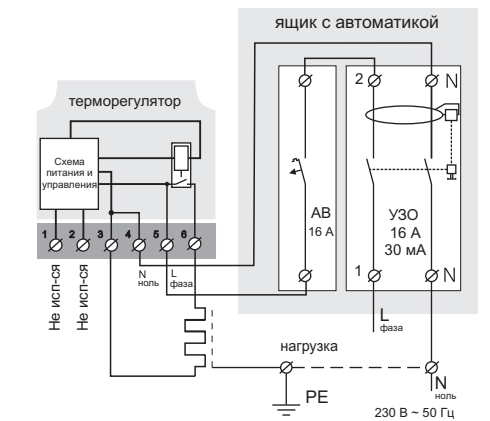 ящик с автоматикой
терморегулятор
2
N
Схема
питания и
управления
АВ
16 А
УЗО
16 А
30 мА
1 2 3 4 5 6
1
N
Не исп-ся
Не исп-ся
N
ноль
L
фаза
L
фаза
нагрузка
PE
N
ноль
230 В ~ 50 Гц